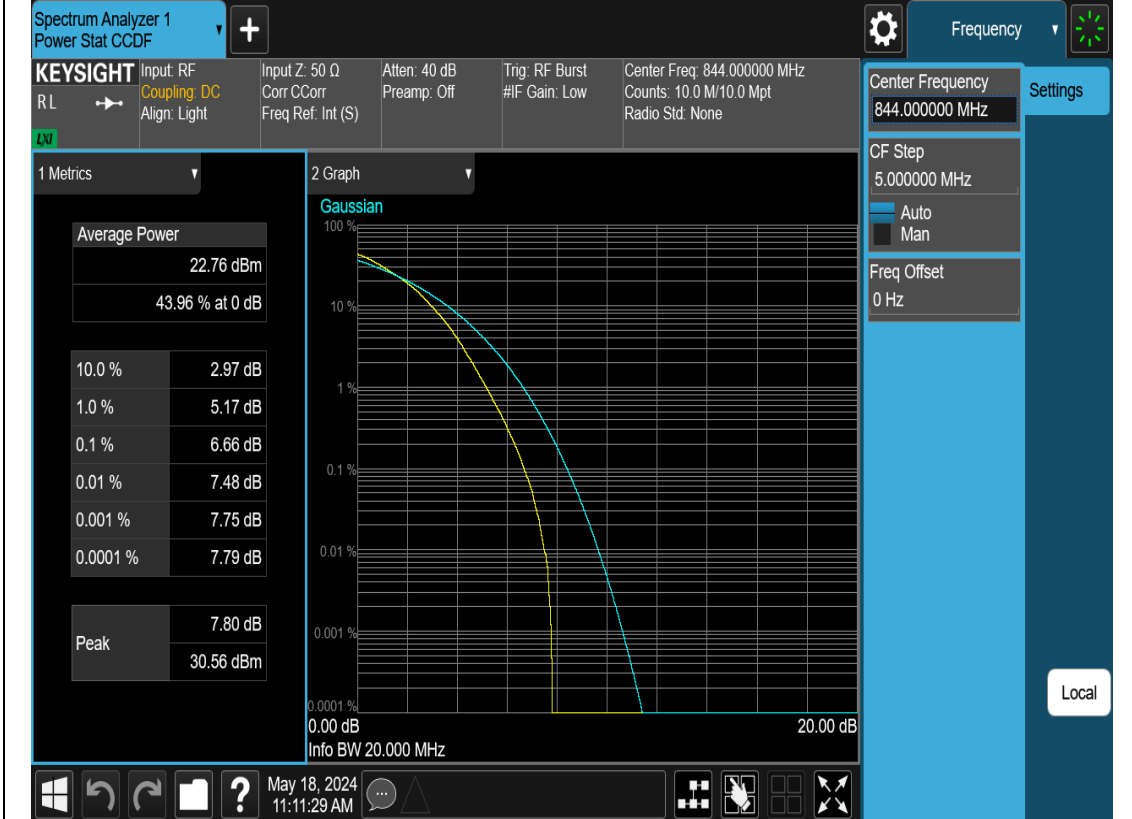 Spectrum Analyzer 1
Power Stat CCDF
Frequency
KEYSIGHT
RL
LXI
Input: RF
Coupling: DC
Align: Light
Input Z: 50 Ω
Corr CCorr
Freq Ref: Int (S)
Atten: 40 dB
Preamp: Off
Trig: RF Burst
#IF Gain: Low
Center Freq: 844.000000 MHz
Counts: 10.0 M/10.0 Mpt
Radio Std: None
Center Frequency
844.000000 MHz
Settings
CF Step
5.000000 MHz
Auto
Man
Freq Offset
0 Hz
Local
1 Metrics
Average Power
22.76 dBm
43.96 % at 0 dB
10.0 % 2.97 dB
1.0 % 5.17 dB
0.1 % 6.66 dB
0.01 % 7.48 dB
0.001 % 7.75 dB
0.0001 % 7.79 dB
Peak
7.80 dB
30.56 dBm
2 Graph
Gaussian
100 %
10 %
1 %
0.1 %
0.01 %
0.001 %
0.0001 %
0.00 dB 20.00 dB
Info BW 20.000 MHz
?
May 18, 2024
11:11:29 AM